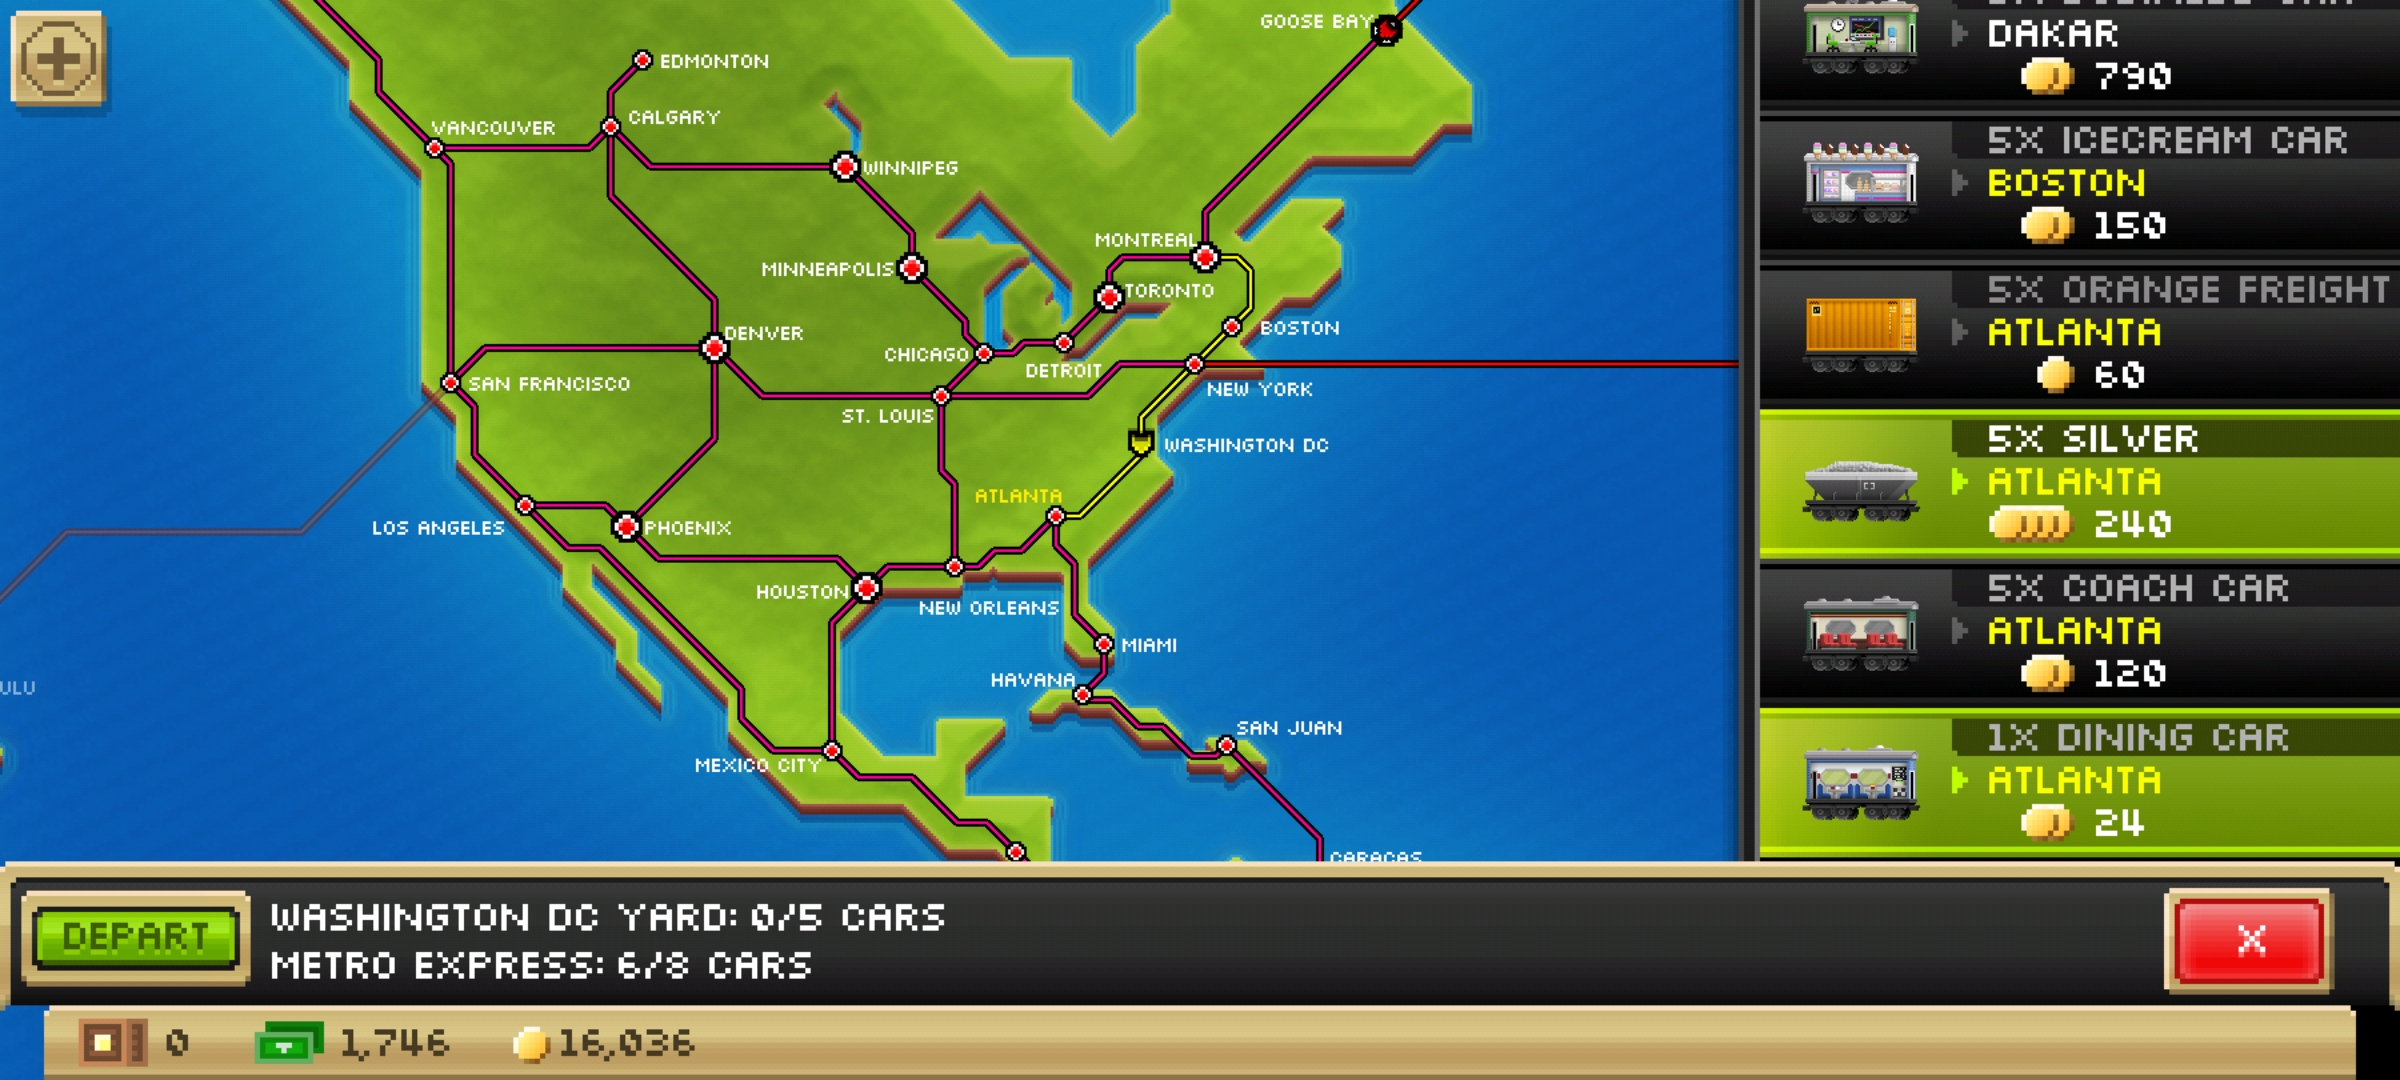 GOOSE BAY
EDMONTON
CALGARY
VANCOUVER
WINNIPEG
MONTREAL
MINNEAPOLIS
TORONTO
DENVER
BOSTON
CHICAGO
DETROIT
SAN FRANCISCO
NEW YORK
ST. LOUIS
WASHINGTON DC
ATLANTA
LOS ANGELES
PHOENIX
HOUSTON
NEW ORLEANS
MIAMI
HAVANA
ULU
SAN JUAN
MEXICO CITY
CARACAS
DAKAR
790
5X ICECREAM CAR
BOSTON
150
5X ORANGE FREIGHT
ATLANTA
60
5X SILVER
ATLANTA
240
5X COACH CAR
ATLANTA
120
1X DINING CAR
ATLANTA
24
DEPART
WASHINGTON DC YARD: 0/5 CARS
METRO EXPRESS: 6/8 CARS
X
0
1,746
16,036